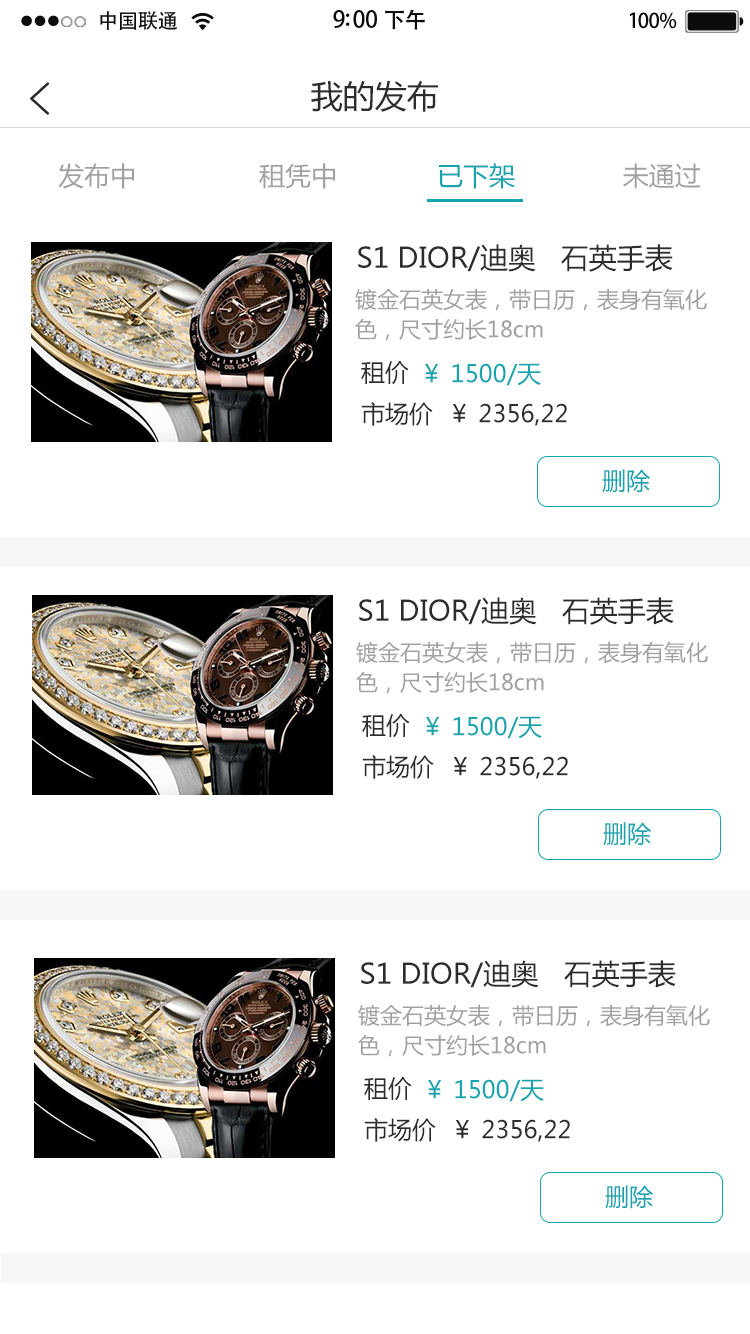 中国联通 9:00 下午 100%
我的发布
发布中 租凭中 已下架 未通过
S1 DIOR/迪奥 石英手表
镀金石英女表，带日历，表身有氧化
色，尺寸约长18cm
租价 ¥ 1500/天
市场价 ¥ 2356,22
删除
S1 DIOR/迪奥 石英手表
镀金石英女表，带日历，表身有氧化
色，尺寸约长18cm
租价 ¥ 1500/天
市场价 ¥ 2356,22
删除
S1 DIOR/迪奥 石英手表
镀金石英女表，带日历，表身有氧化
色，尺寸约长18cm
租价 ¥ 1500/天
市场价 ¥ 2356,22
删除